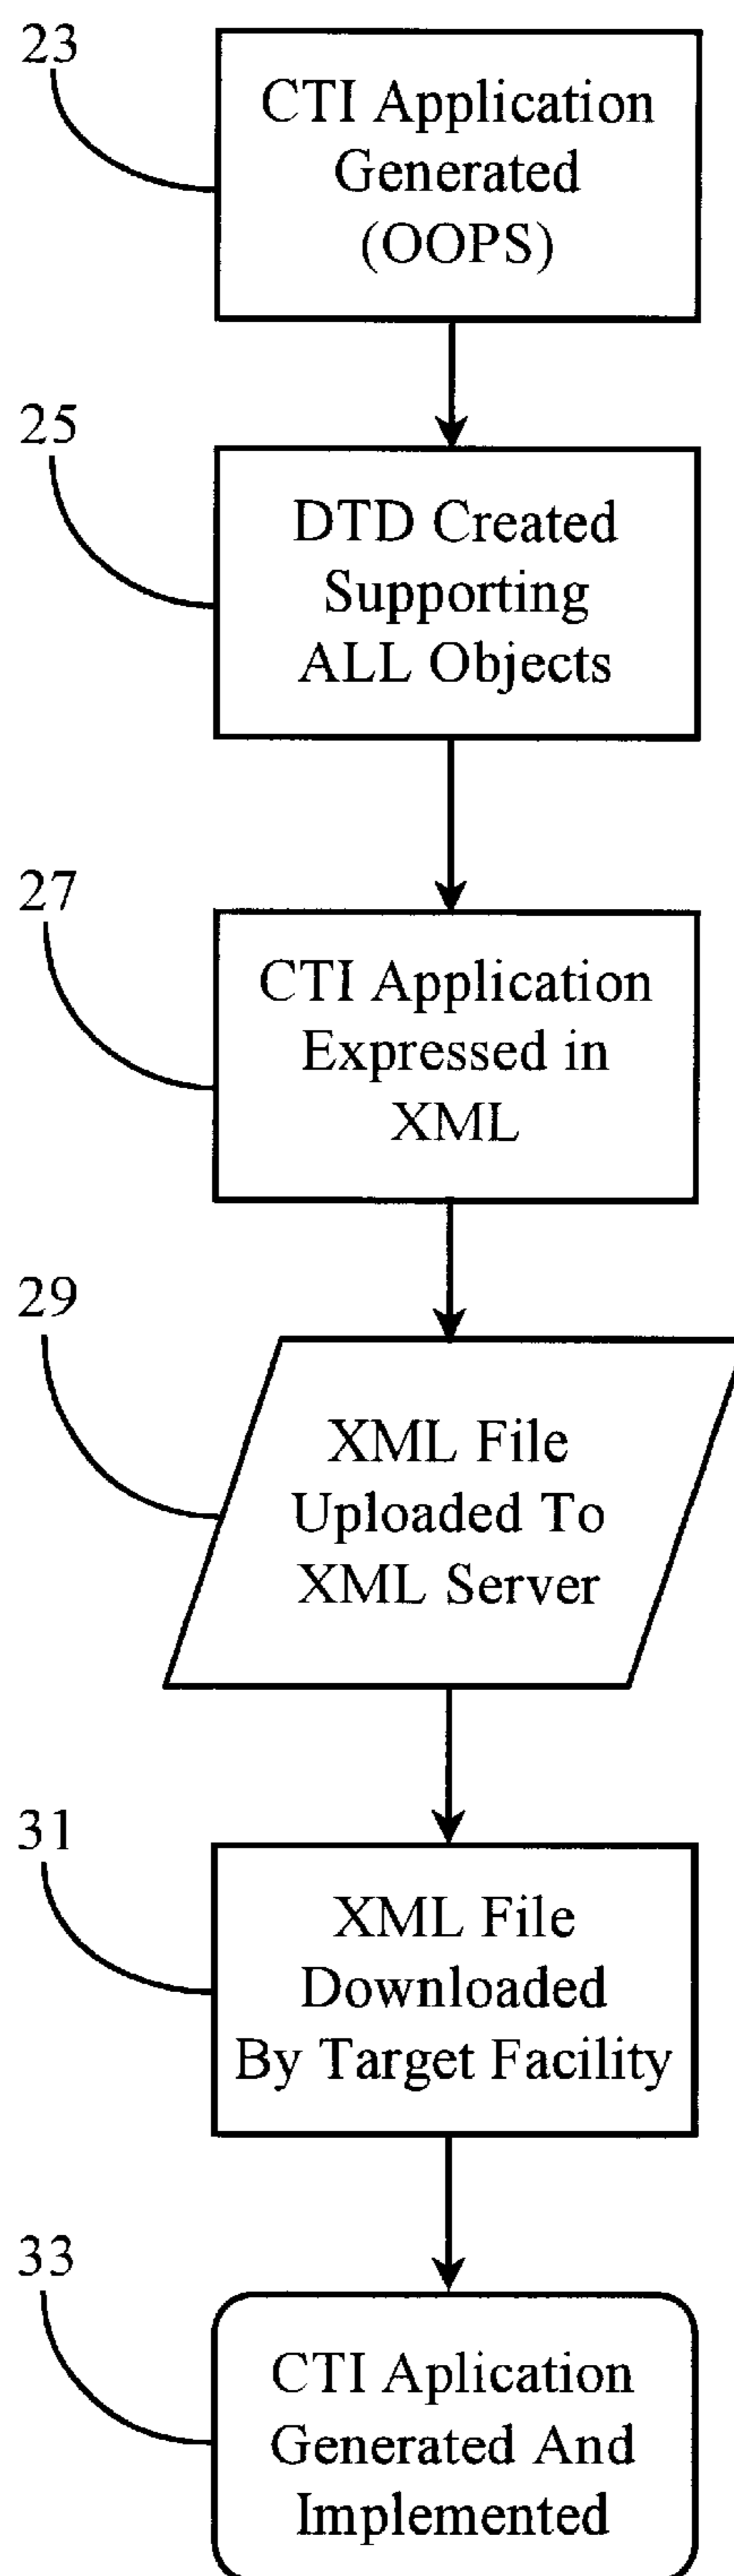 23
CTI Application
Generated
(OOPS)
25
DTD Created
Supporting
ALL Objects
27
CTI Application
Expressed in
XML
29
XML File
Uploaded To
XML Server
31
XML File
Downloaded
By Target Facility
33
CTI Aplication
Generated And
Implemented